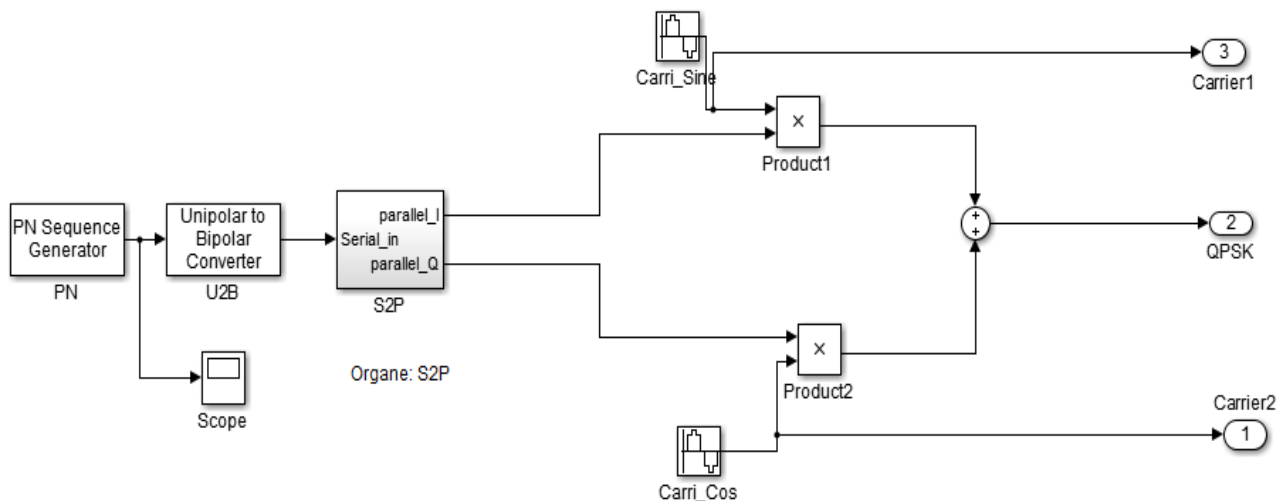 Carri_Sine
3
Carrier1
×
Product1
PN Sequence
Generator
PN
Unipolar to
Bipolar
Converter
U2B
parallel_I
Serial_in
parallel_Q
S2P
+
+
2
QPSK
Scope
Organe: S2P
×
Product2
Carri_Cos
Carrier2
1